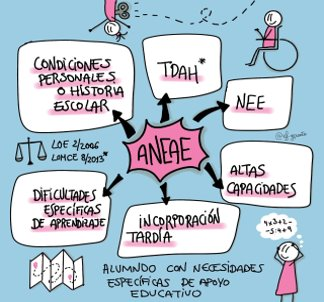 CONDICIONES
PERSONALES
O HISTORIA
ESCOLAR
TDAH*
NEE
LOE 2/2006
LOMCE 8/2013*
ANEAE
ALTAS
CAPACIDADES
DIFICULTADES
ESPECÍFICAS
DE APRENDIZAJE
INCORPORACIÓN
TARDÍA
ALUMNDO CON NECESIDADES
ESPECÍFICAS DE APOYO
EDUCATIVO